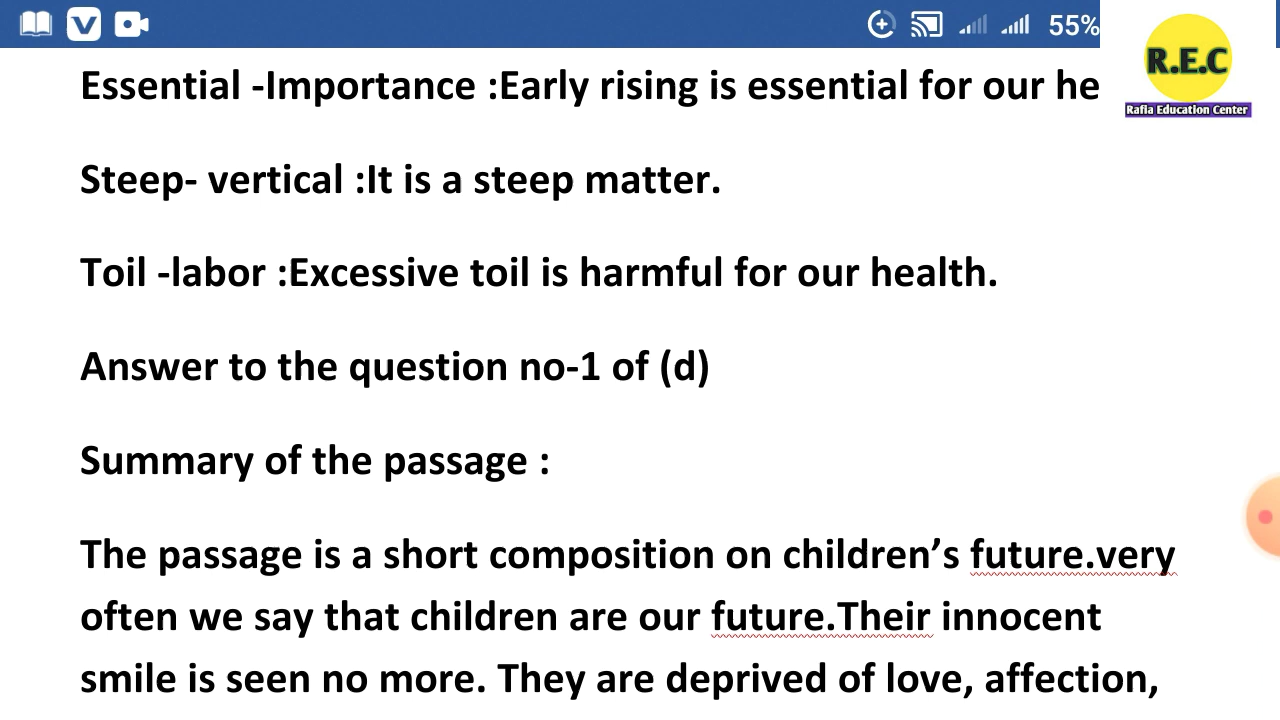 55%
R.E.C
Rafia Education Center
Essential -Importance :Early rising is essential for our he
Steep- vertical :It is a steep matter.
Toil -labor :Excessive toil is harmful for our health.
Answer to the question no-1 of (d)
Summary of the passage :
The passage is a short composition on children’s future.very
often we say that children are our future.Their innocent
smile is seen no more. They are deprived of love, affection,